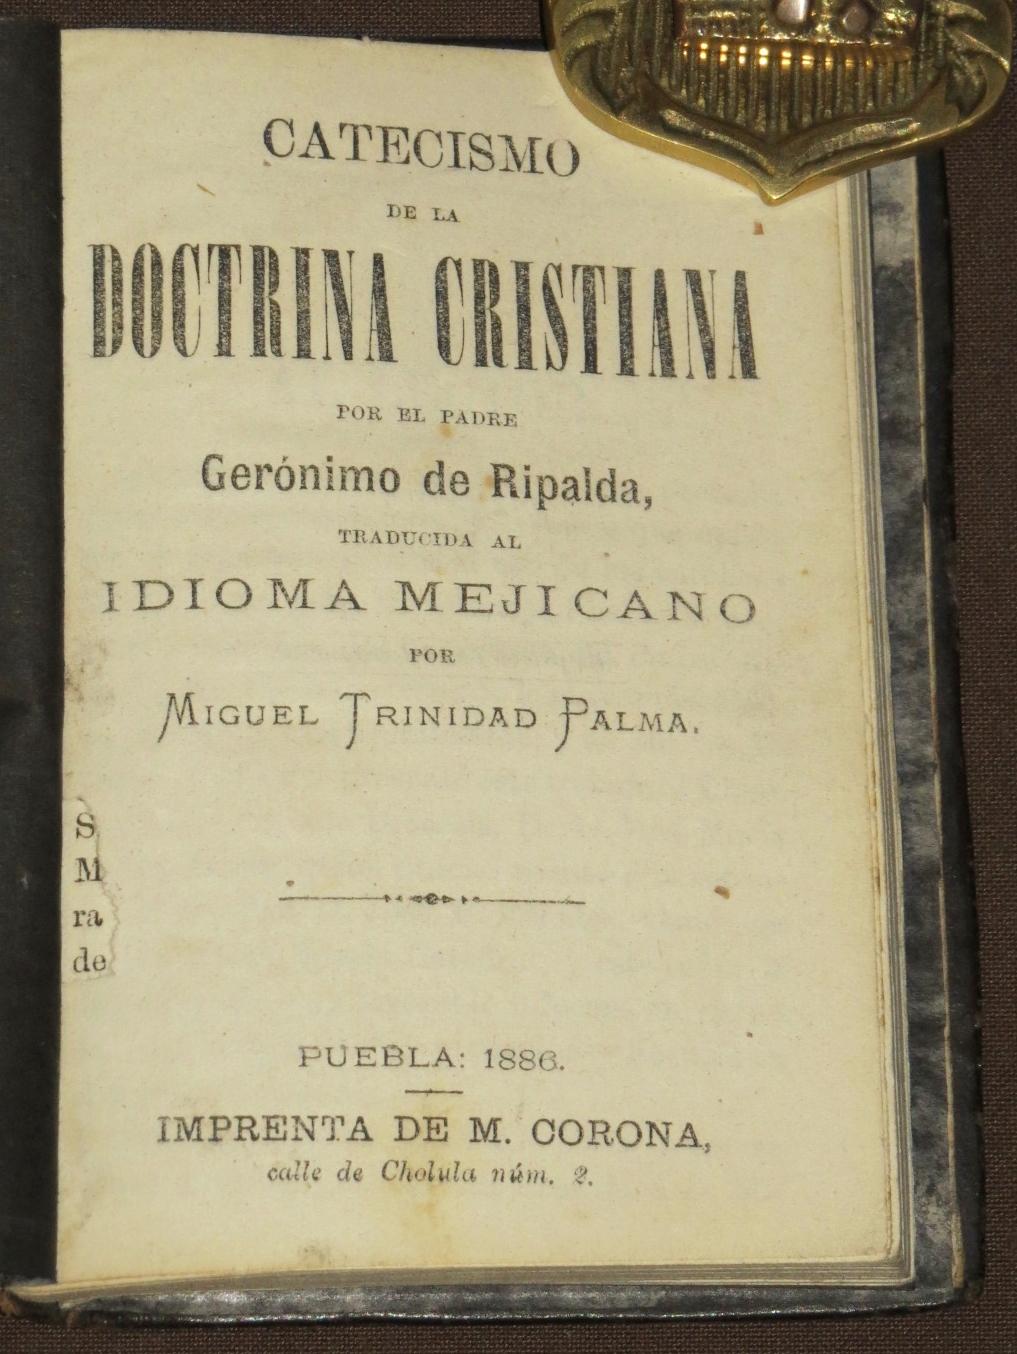 CATECISMO
DE LA
DOCTRINA CRISTIANA
POR EL PADRE
Gerónimo de Ripalda,
TRADUCIDA AL
IDIOMA MEJICANO
POR
MIGUEL TRINIDAD PALMA.
S
M
ra
de
PUEBLA: 1886.
IMPRENTA DE M. CORONA,
calle de Cholula núm. 2.